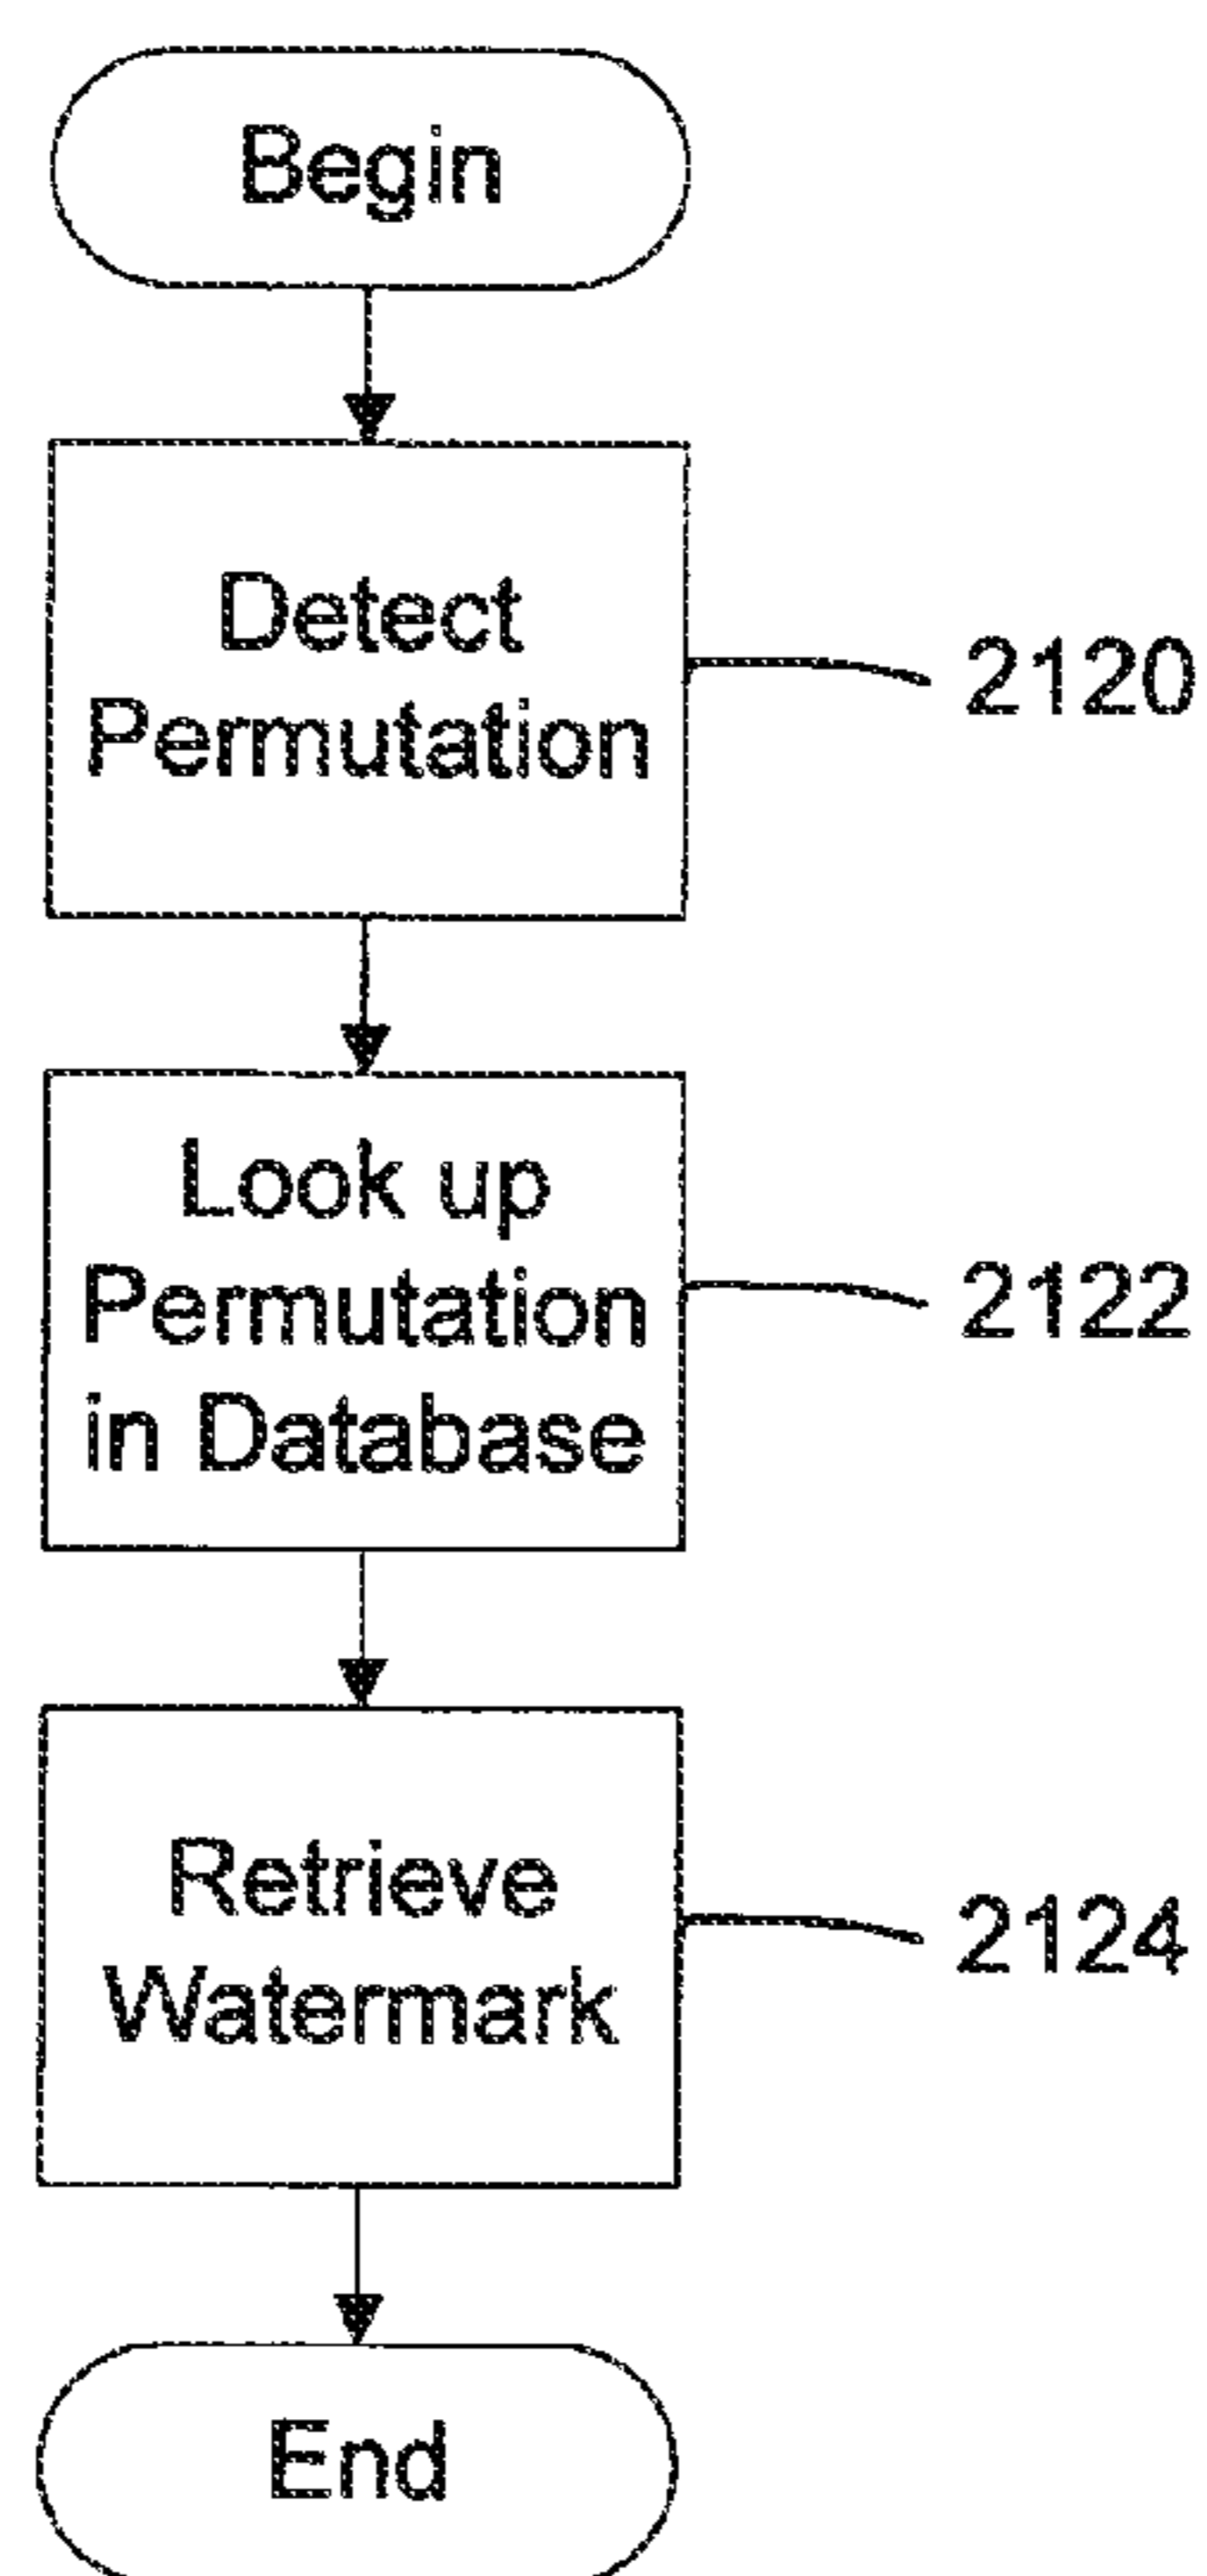 Begin
Detect
Permutation
2120
Look up
Permutation
in Database
2122
Retrieve
Watermark
2124
End